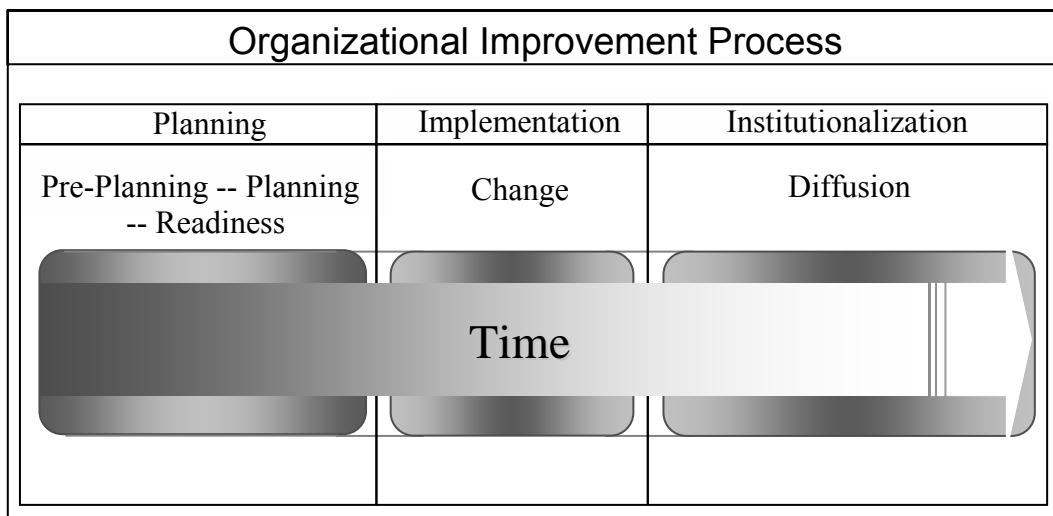 Organizational Improvement Process
Planning
Implementation
Institutionalization
Pre-Planning -- Planning
-- Readiness
Change
Diffusion
Time